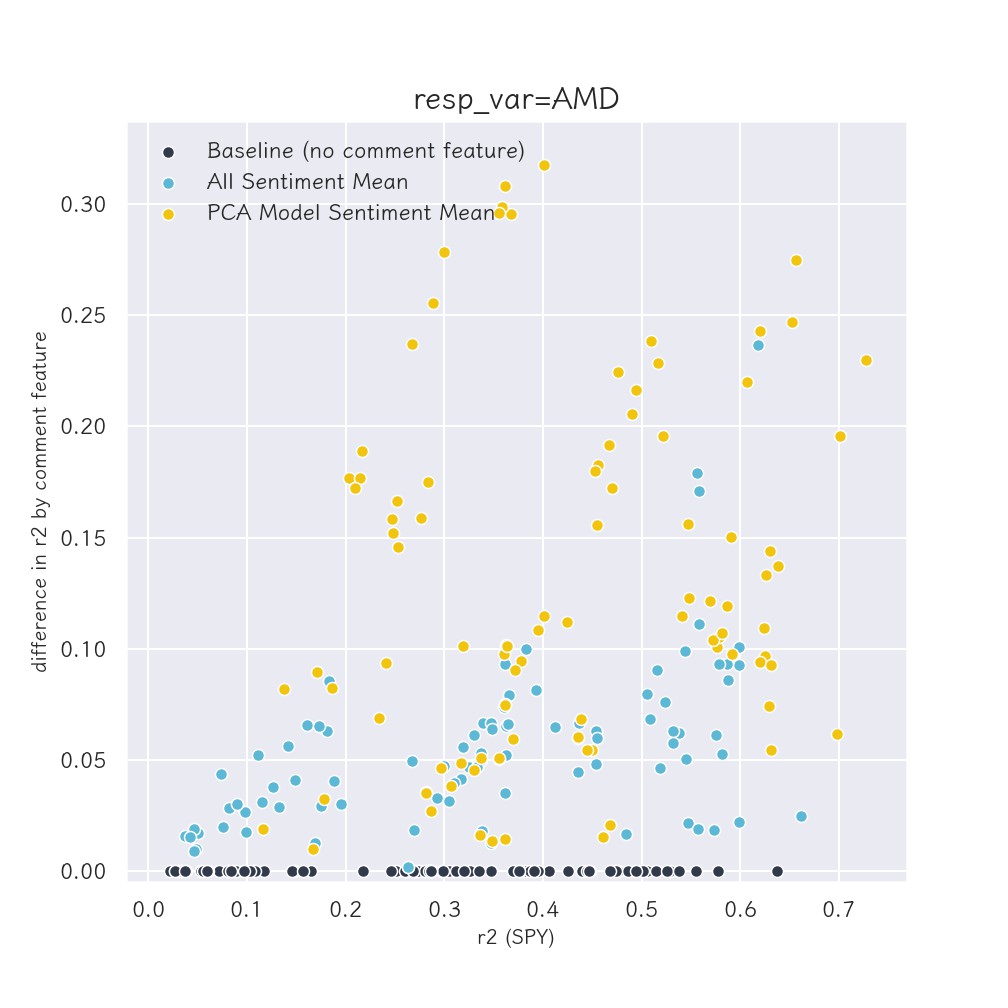 resp_var=AMD
Baseline (no comment feature)
All Sentiment Mean
PCA Model Sentiment Mean
difference in r2 by comment feature
0.30
0.25
0.20
0.15
0.10
0.05
0.00
0.0 0.1 0.2 0.3 0.4 0.5 0.6 0.7
r2 (SPY)